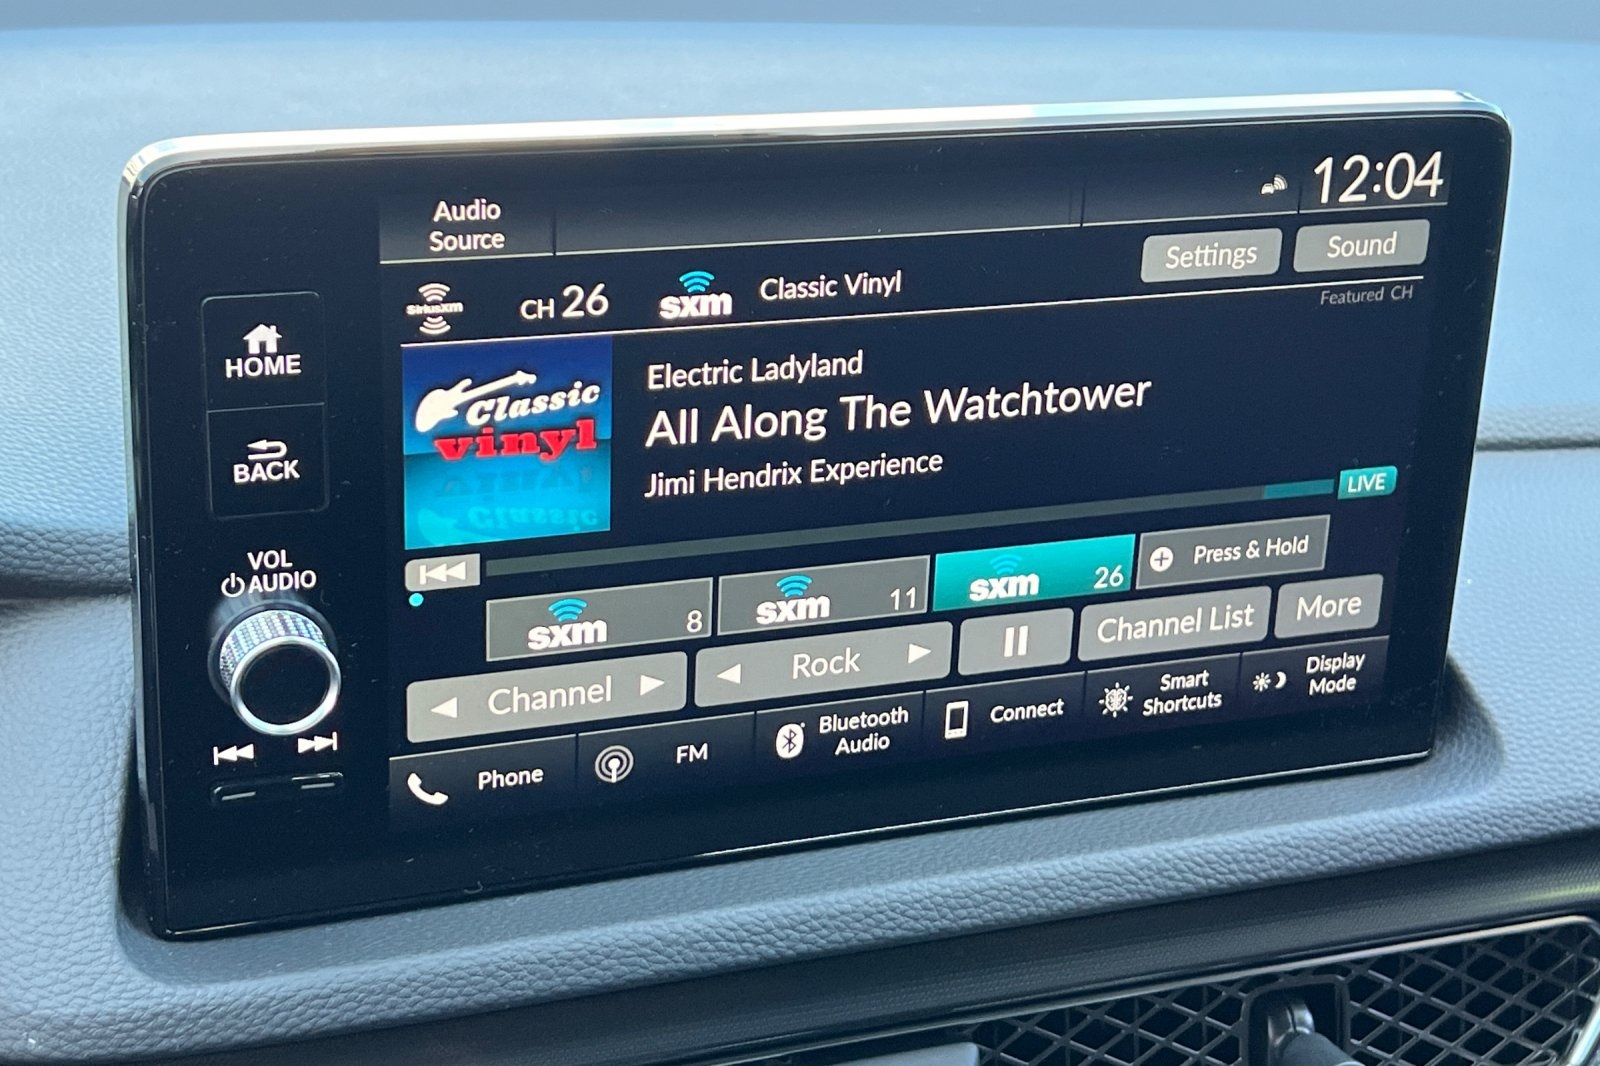 12:04
Audio
Source
Settings
Sound
SiriusXM
CH 26
sxm
Classic Vinyl
Featured CH
HOME
BACK
VOL
AUDIO
Classic
vinyl
Electric Ladyland
All Along The Watchtower
Jimi Hendrix Experience
LIVE
sxm 8
sxm 11
sxm 26
Press & Hold
Channel
Rock
Channel List
More
Phone
FM
Bluetooth
Audio
Connect
Smart
Shortcuts
Display
Mode